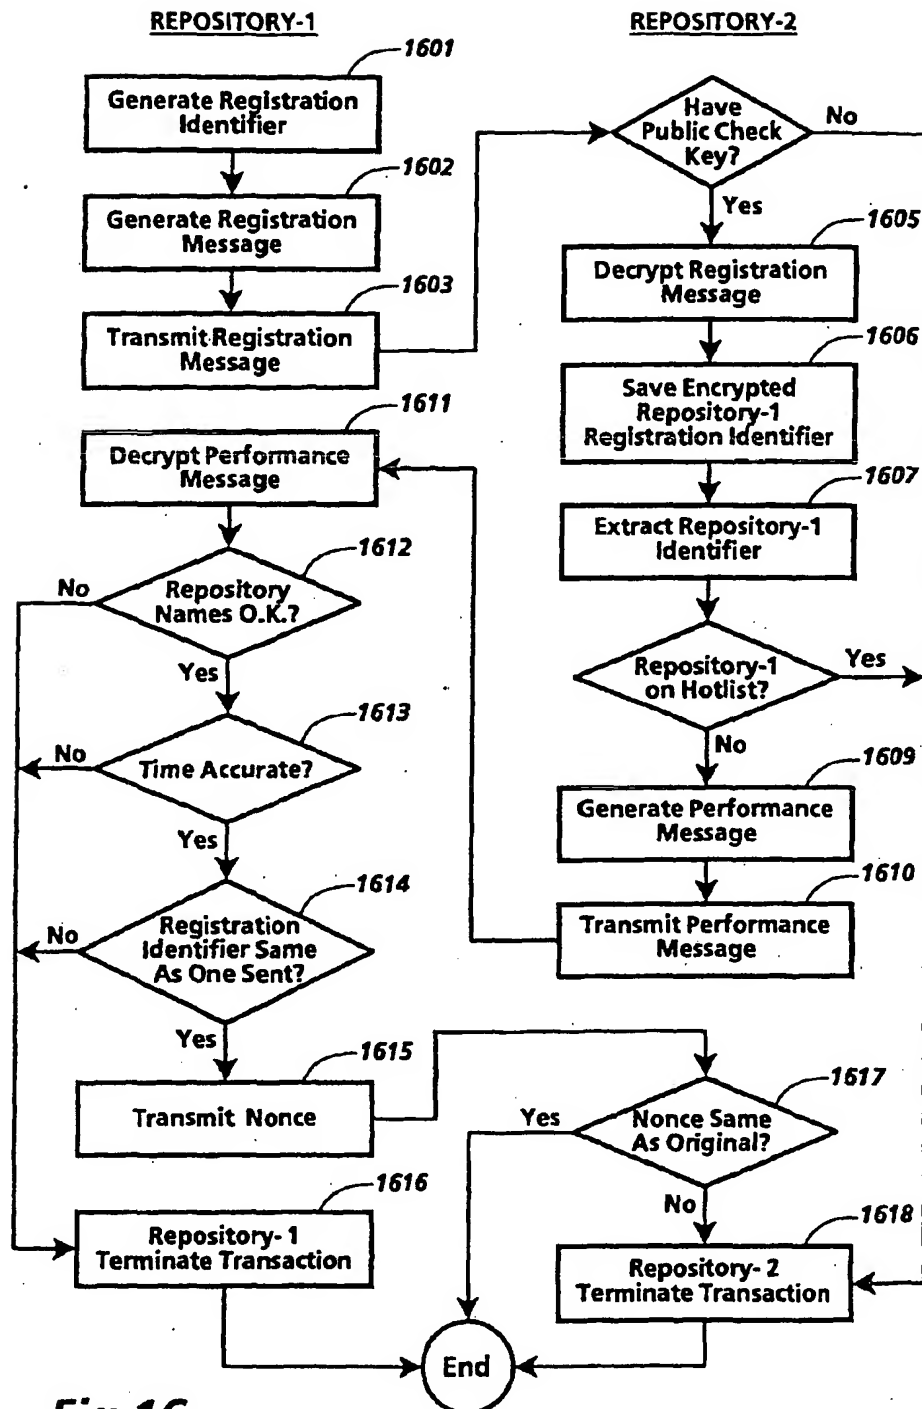 REPOSITORY-1
1601
Generate Registration
Identifier
1602
Generate Registration
Message
1603
Transmit Registration
Message
1611
Decrypt Performance
Message
1612
Repository
Names O.K.?
No
Yes
1613
Time Accurate?
No
Yes
1614
Registration
Identifier Same
As One Sent?
No
Yes
1615
Transmit Nonce
1616
Repository- 1
Terminate Transaction
REPOSITORY-2
Have
Public Check
Key?
No
Yes
1605
Decrypt Registration
Message
1606
Save Encrypted
Repository-1
Registration Identifier
1607
Extract Repository-1
Identifier
Repository-1
on Hotlist?
Yes
No
1609
Generate Performance
Message
1610
Transmit Performance
Message
1617
Nonce Same
As Original?
Yes
No
1618
Repository- 2
Terminate Transaction
End
Fig.16